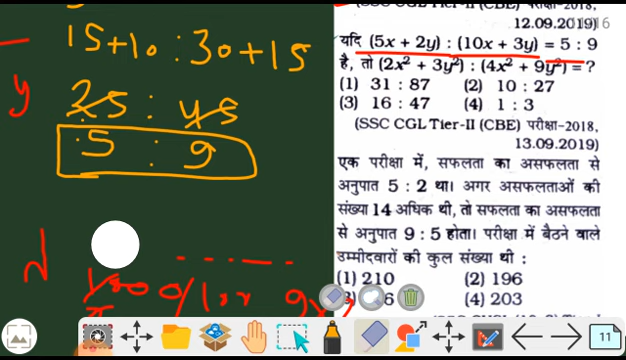 (SSC CGL Tier-II (CBE) परीक्षा-2018,
12.09.2019)
यदि (5x + 2y) : (10x + 3y) = 5 : 9
है, तो (2x² + 3y²) : (4x² + 9y²) = ?
(1) 31 : 87 (2) 10 : 27
(3) 16 : 47 (4) 1 : 3
(SSC CGL Tier-II (CBE) परीक्षा-2018,
13.09.2019)
एक परीक्षा में, सफलता का असफलता से
अनुपात 5 : 2 था। अगर असफलताओं की
संख्या 14 अधिक थी, तो सफलता का असफलता
से अनुपात 9 : 5 होता। परीक्षा में बैठने वाले
उम्मीदवारों की कुल संख्या थी :
(1) 210 (2) 196
(4) 203
15+10 : 30+15
25 : 45
5 : 9
y
11